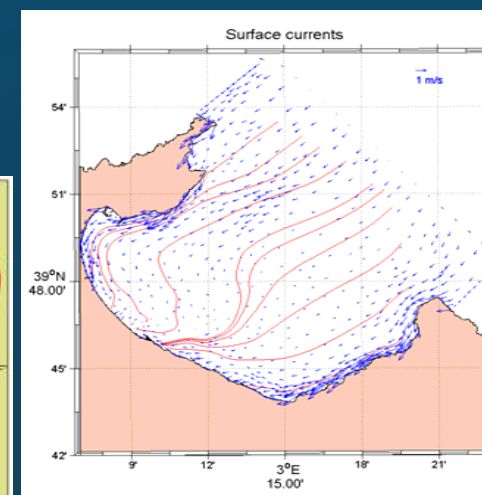 Surface currents
1 m/s
54'
51'
39°N
48.00'
45'
42'
9'
12'
3°E
15.00'
18'
21'